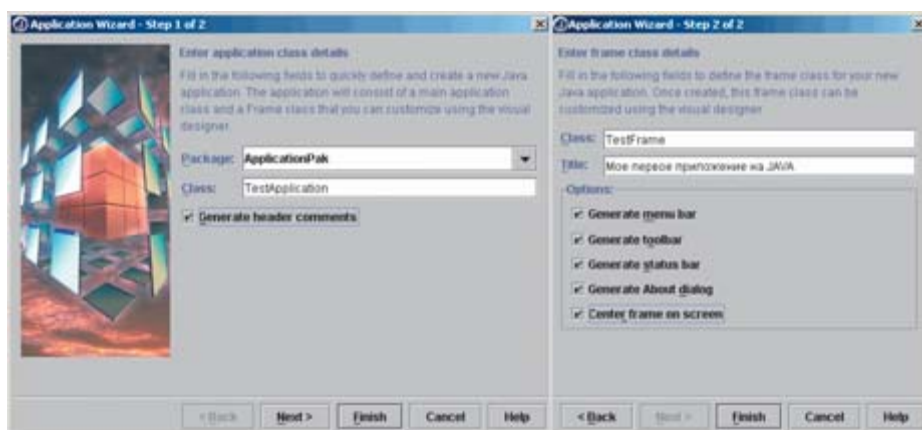 Application Wizard - Step 1 of 2
Enter application class details
Fill in the following fields to quickly define and create a new Java
application. The application will consist of a main application
class and a Frame class that you can customize using the visual
designer.
Package: ApplicationPak
Class: TestApplication
Generate header comments
< Back Next > Finish Cancel Help
Application Wizard - Step 2 of 2
Enter frame class details
Fill in the following fields to define the frame class for your new
Java application. Once created, this frame class can be
customized using the visual designer.
Class: TestFrame
Title: Мое первое приложение на JAVA
Options:
Generate menu bar
Generate toolbar
Generate status bar
Generate About dialog
Center frame on screen
< Back Next > Finish Cancel Help